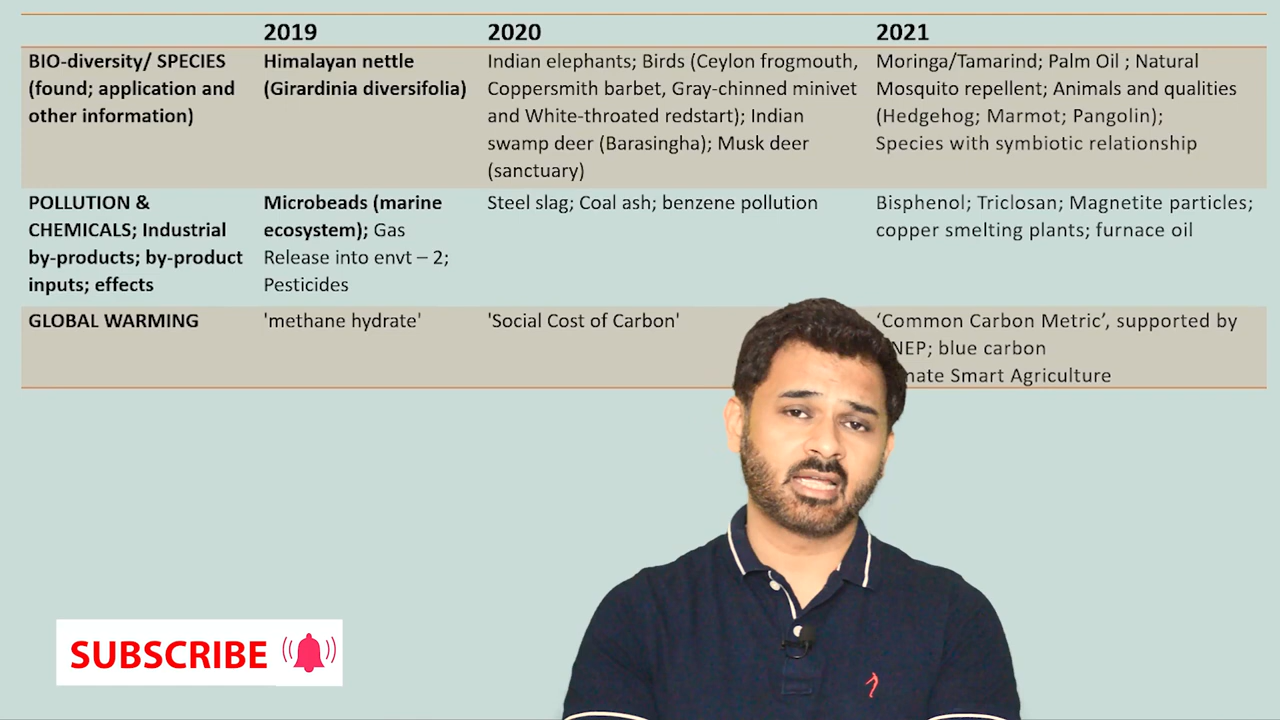 2019 2020 2021
BIO-diversity/ SPECIES
(found; application and
other information)
Himalayan nettle
(Girardinia diversifolia)
Indian elephants; Birds (Ceylon frogmouth,
Coppersmith barbet, Gray-chinned minivet
and White-throated redstart); Indian
swamp deer (Barasingha); Musk deer
(sanctuary)
Moringa/Tamarind; Palm Oil ; Natural
Mosquito repellent; Animals and qualities
(Hedgehog; Marmot; Pangolin);
Species with symbiotic relationship
POLLUTION &
CHEMICALS; Industrial
by-products; by-product
inputs; effects
Microbeads (marine
ecosystem); Gas
Release into envt – 2;
Pesticides
Steel slag; Coal ash; benzene pollution
Bisphenol; Triclosan; Magnetite particles;
copper smelting plants; furnace oil
GLOBAL WARMING
'methane hydrate'
'Social Cost of Carbon'
‘Common Carbon Metric’, supported by
blue carbon
Smart Agriculture
SUBSCRIBE